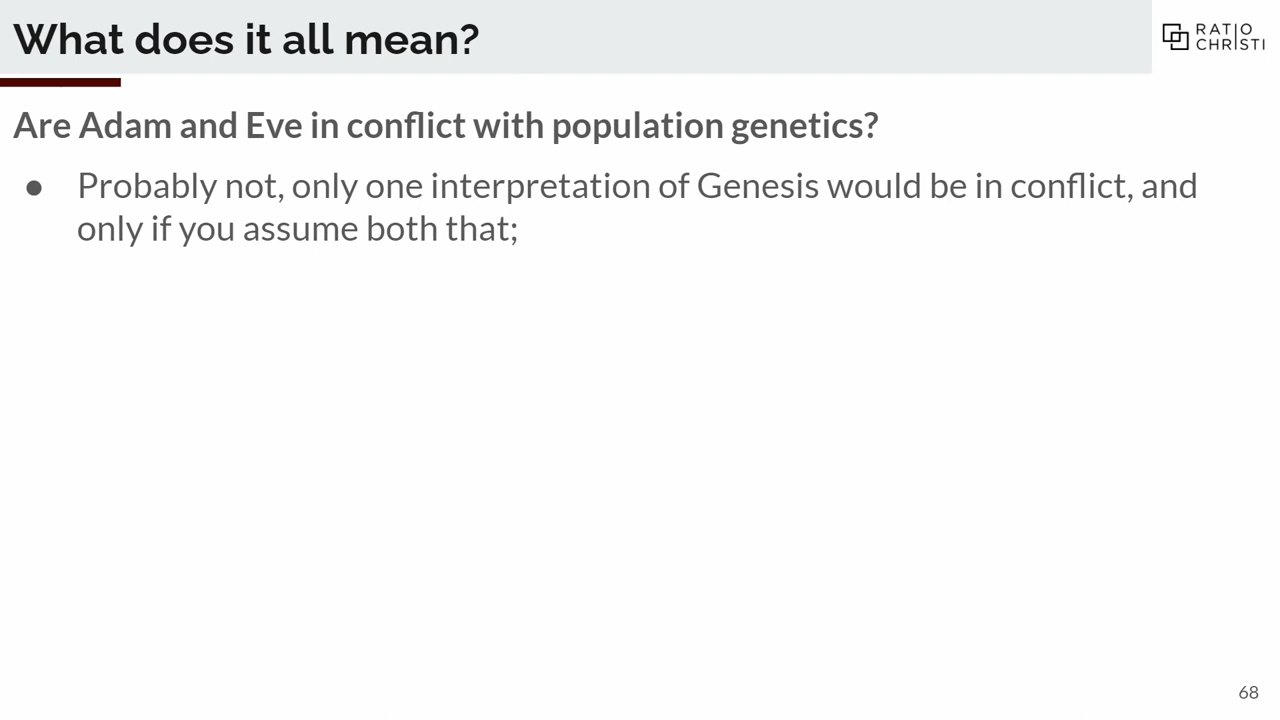 What does it all mean?
RATIO
CHRISTI
Are Adam and Eve in conflict with population genetics?
● Probably not, only one interpretation of Genesis would be in conflict, and
only if you assume both that;
68